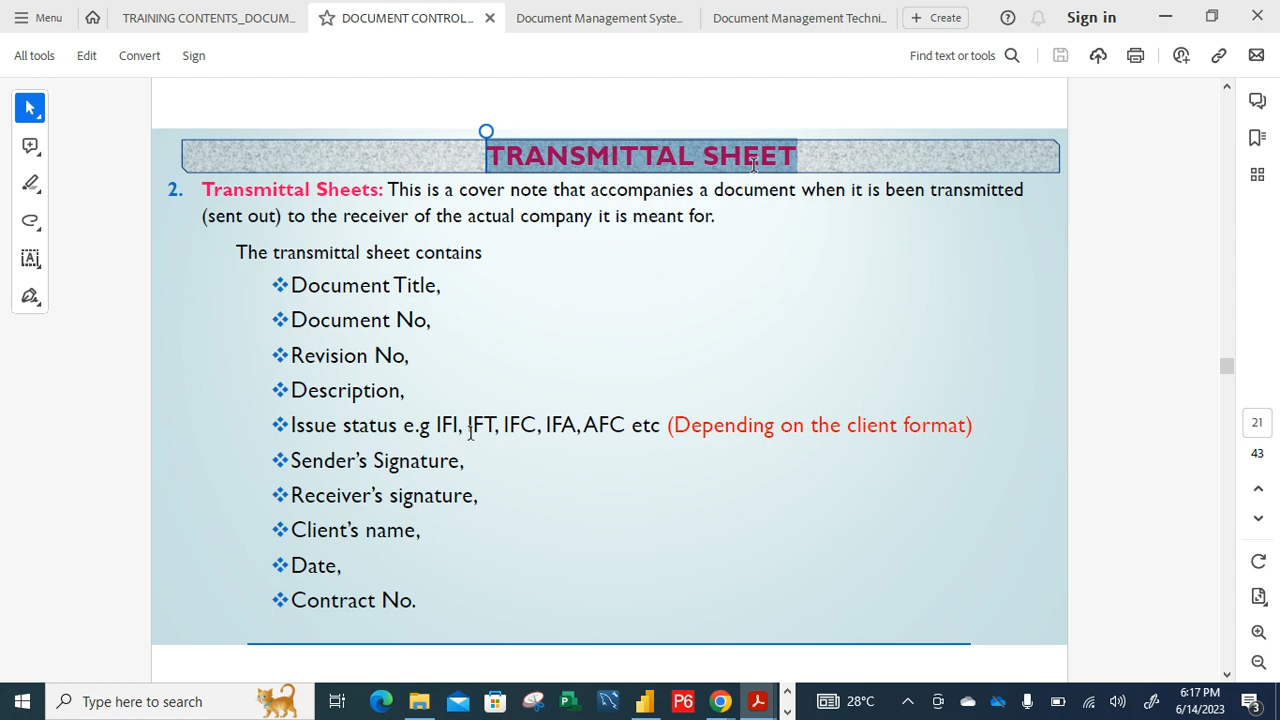 Menu
TRAINING CONTENTS_DOCUM...
DOCUMENT CONTROL...
Document Management Syste...
Document Management Techni...
Create
Sign in
All tools
Edit
Convert
Sign
Find text or tools
TRANSMITTAL SHEET
2. Transmittal Sheets: This is a cover note that accompanies a document when it is been transmitted
(sent out) to the receiver of the actual company it is meant for.
The transmittal sheet contains
Document Title,
Document No,
Revision No,
Description,
Issue status e.g IFI, IFT, IFC, IFA, AFC etc (Depending on the client format)
Sender's Signature,
Receiver's signature,
Client's name,
Date,
Contract No.
21
43
Type here to search
P6
28°C
6:17 PM
6/14/2023
3